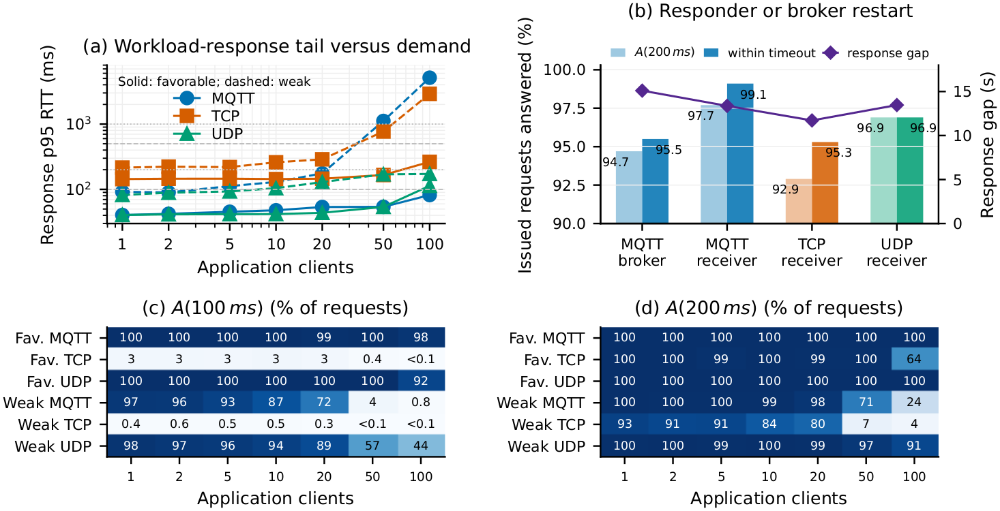 (a) Workload-response tail versus demand
Response p95 RTT (ms)
Solid: favorable; dashed: weak
MQTT
TCP
UDP
10³
10²
1 2 5 10 20 50 100
Application clients
(b) Responder or broker restart
A(200 ms) within timeout response gap
Issued requests answered (%)
100.0
97.5
95.0
92.5
90.0
94.7 95.5 97.7 99.1 92.9 95.3 96.9 96.9
15
10
5
0
Response gap (s)
MQTT MQTT TCP UDP
broker receiver receiver receiver
(c) A(100 ms) (% of requests)
Fav. MQTT 100 100 100 100 99 100 98
Fav. TCP 3 3 3 3 3 0.4 <0.1
Fav. UDP 100 100 100 100 100 100 92
Weak MQTT 97 96 93 87 72 4 0.8
Weak TCP 0.4 0.6 0.5 0.5 0.3 <0.1 <0.1
Weak UDP 98 97 96 94 89 57 44
1 2 5 10 20 50 100
Application clients
(d) A(200 ms) (% of requests)
Fav. MQTT 100 100 100 100 100 100 100
Fav. TCP 100 100 99 100 99 100 64
Fav. UDP 100 100 100 100 100 100 100
Weak MQTT 100 100 100 99 98 71 24
Weak TCP 93 91 91 84 80 7 4
Weak UDP 100 100 99 100 99 97 91
1 2 5 10 20 50 100
Application clients